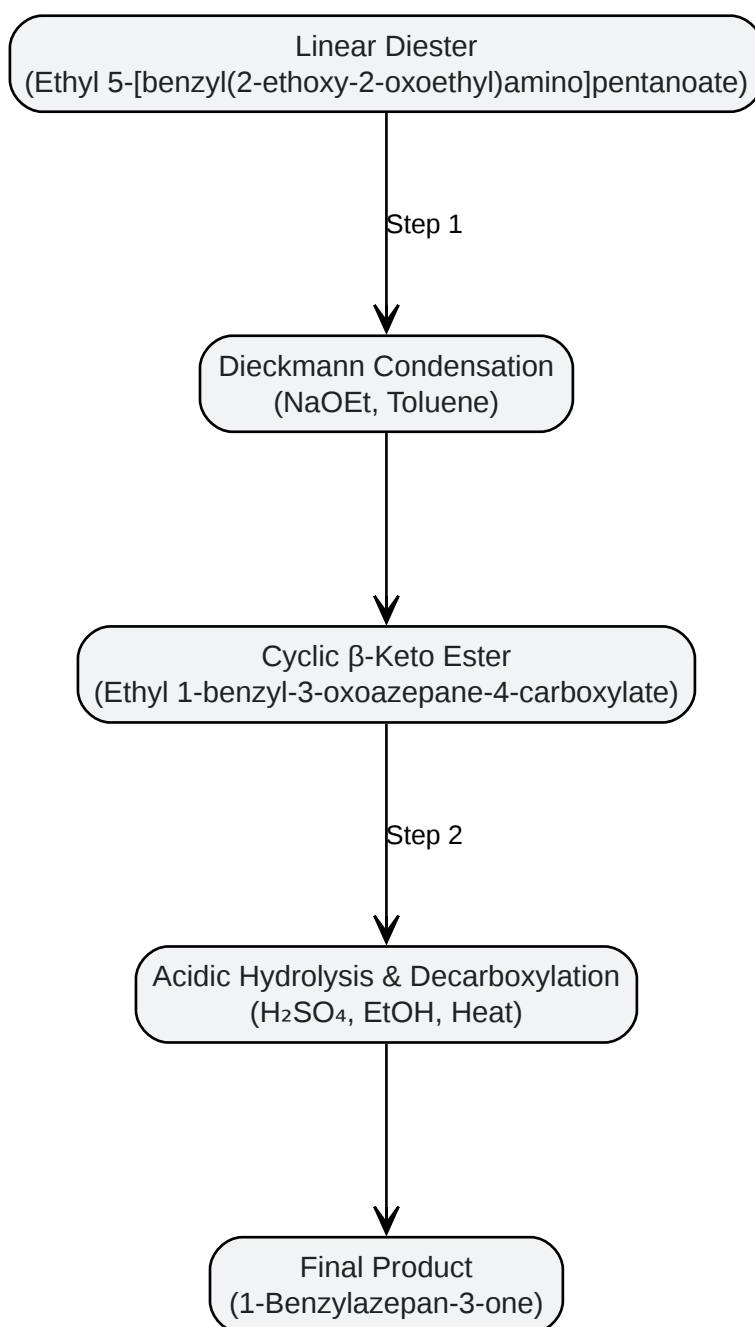 Linear Diester
(Ethyl 5-[benzyl(2-ethoxy-2-oxoethyl)amino]pentanoate)
Step 1
Dieckmann Condensation
(NaOEt, Toluene)
Cyclic β-Keto Ester
(Ethyl 1-benzyl-3-oxoazepane-4-carboxylate)
Step 2
Acidic Hydrolysis & Decarboxylation
(H₂SO₄, EtOH, Heat)
Final Product
(1-Benzylazepan-3-one)